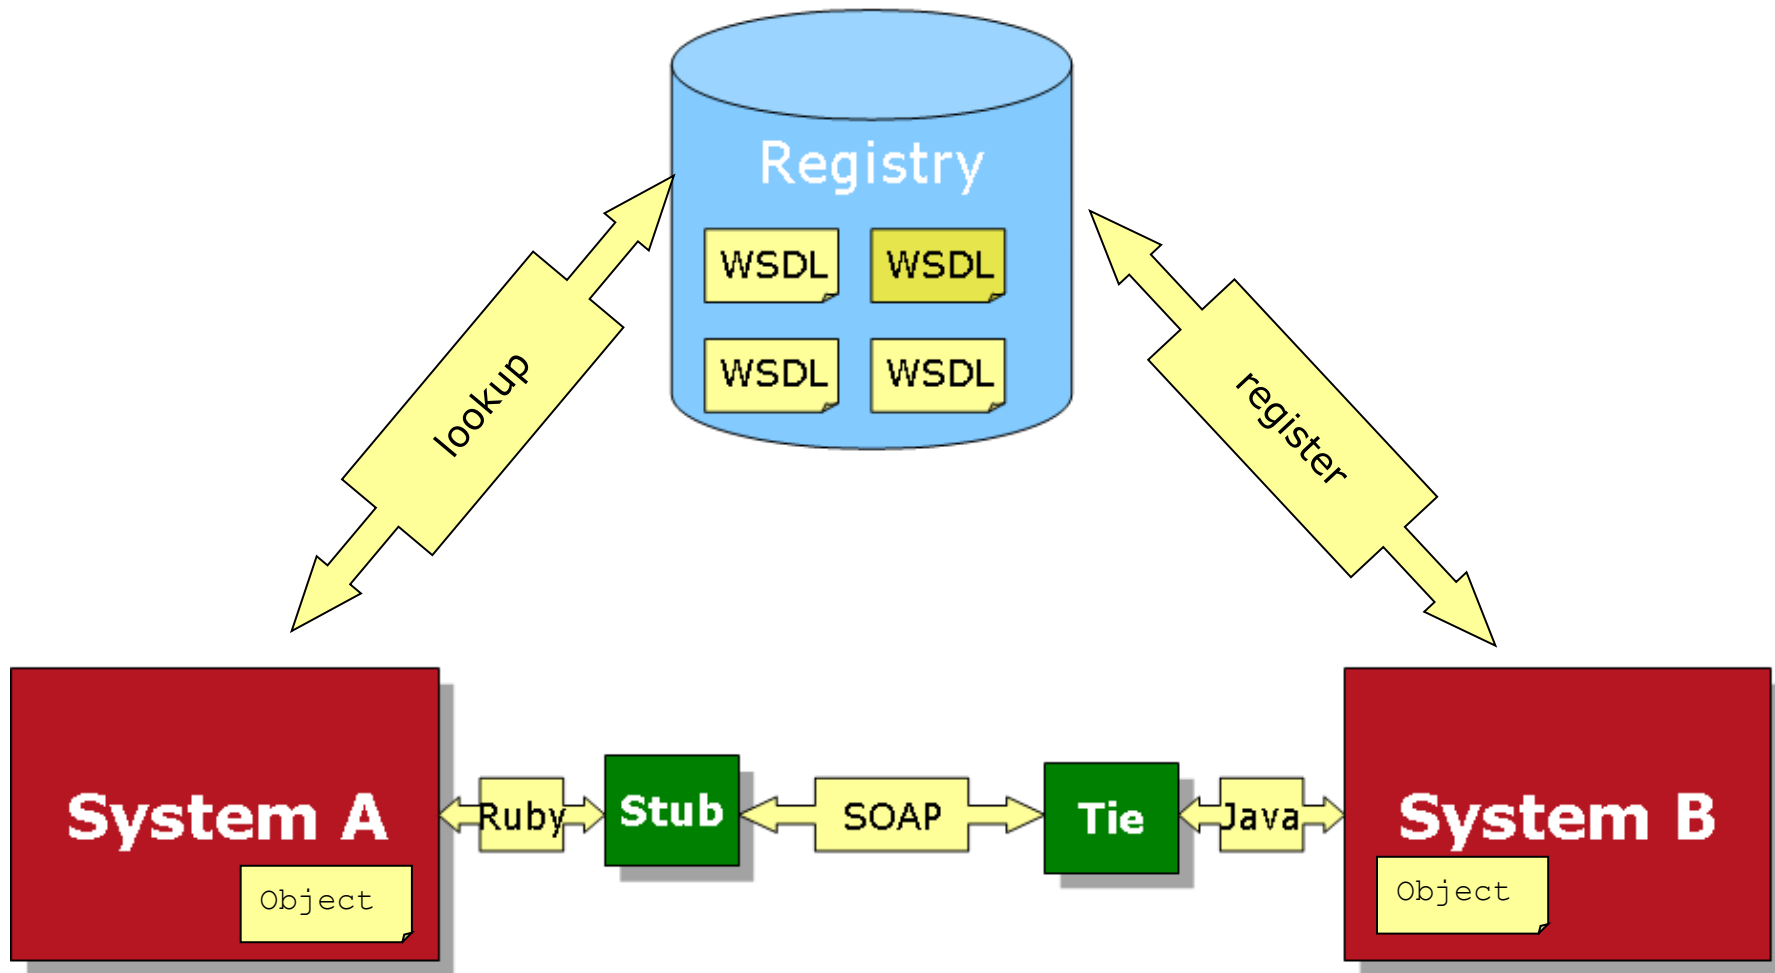 Registry
WSDL WSDL
WSDL WSDL
lookup
register
System A
Object
Ruby
Stub
SOAP
Tie
Java
System B
Object